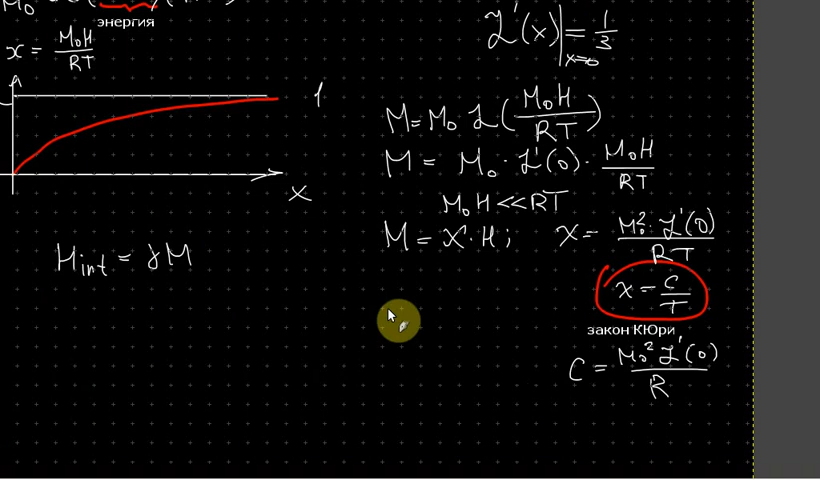 энергия
x = M₀H / RT
1
x
H_int = γM
ℒ'(x)|ₓ₌₀ = 1/3
M = M₀ ℒ(M₀H / RT)
M = M₀ · ℒ'(0) · M₀H / RT
M₀H << RT
M = χ · H ; χ = M₀² · ℒ'(0) / RT
χ = C / T
закон КЮри
C = M₀² ℒ'(0) / R